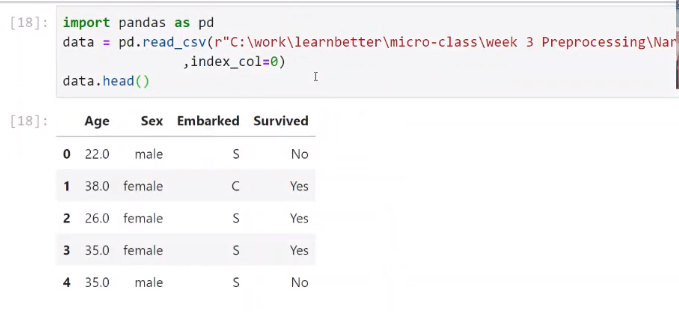 [18]: import pandas as pd
data = pd.read_csv(r"C:\work\learnbetter\micro-class\week 3 Preprocessing\Nar
,index_col=0)
data.head()
[18]: Age Sex Embarked Survived
0 22.0 male S No
1 38.0 female C Yes
2 26.0 female S Yes
3 35.0 female S Yes
4 35.0 male S No